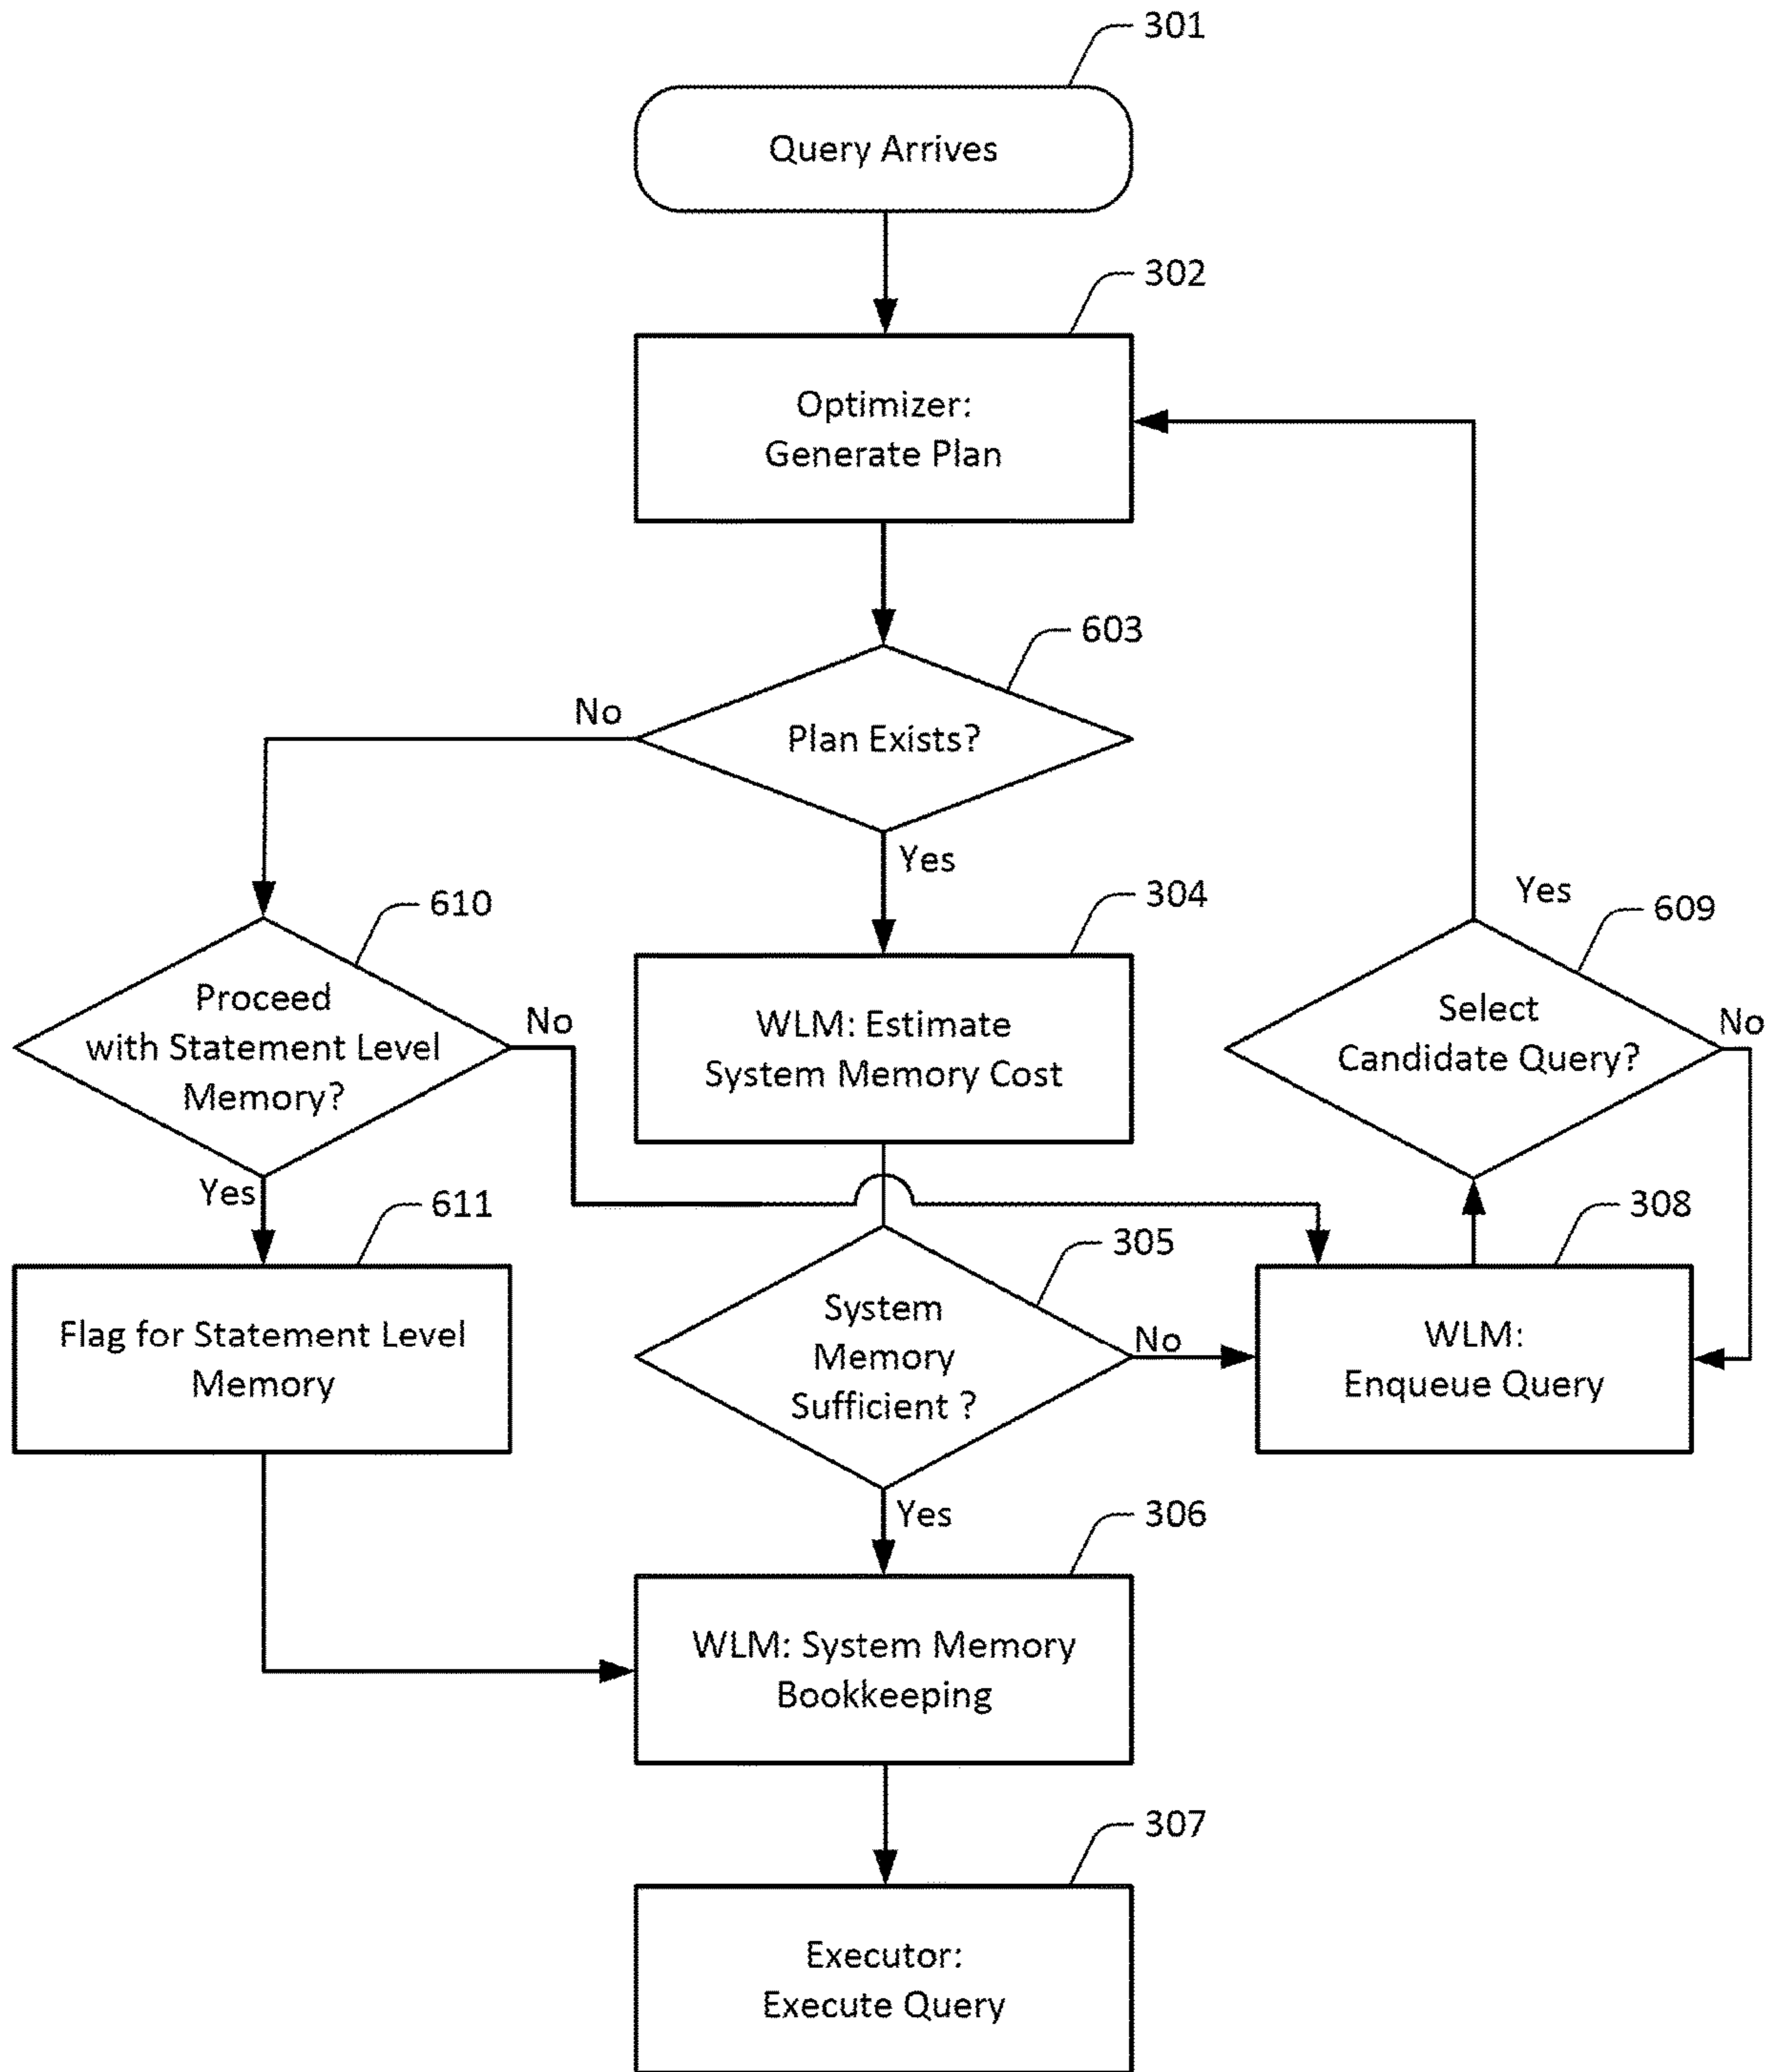 301
Query Arrives
302
Optimizer:
Generate Plan
603
No
Plan Exists?
Yes
610
304
Yes
609
Proceed
with Statement Level
Memory?
No
WLM: Estimate
System Memory Cost
Select
Candidate Query?
No
Yes
611
305
308
Flag for Statement Level
Memory
System
Memory
Sufficient ?
No
WLM:
Enqueue Query
Yes
306
WLM: System Memory
Bookkeeping
307
Executor:
Execute Query